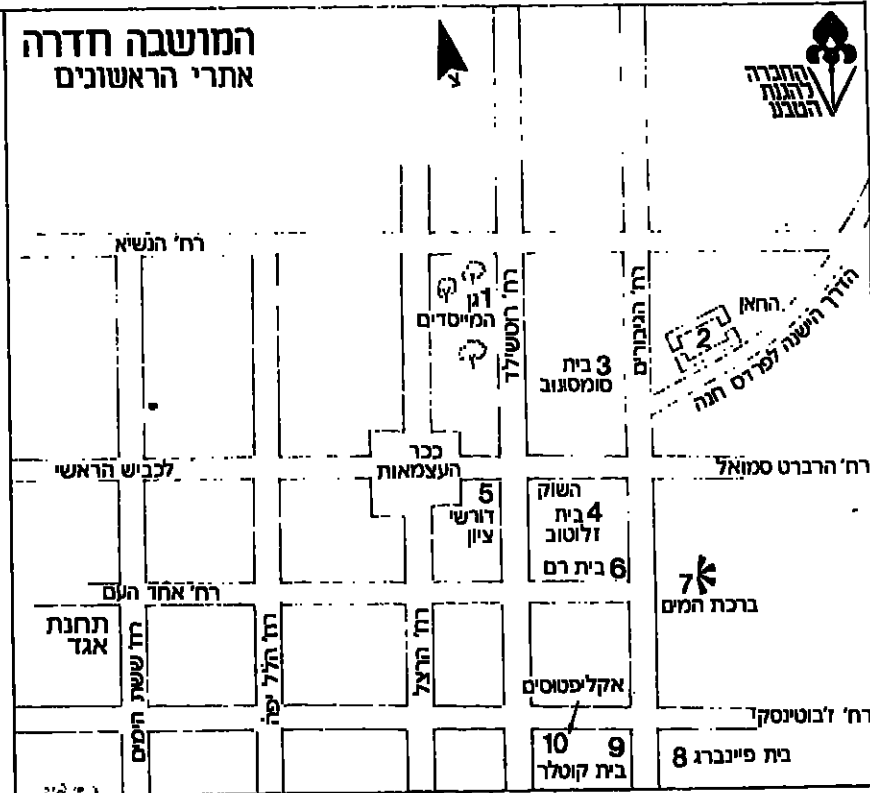 המושבה חדרה
אתרי הראשונים
החברה
להגנת
הטבע
צ
רח' הנשיא
1 גן
המייסדים
רח' רוטשילד
רח' הגיבורים
החאן
2
הדרך הישנה לפרדס חנה
3 בית
סומסונוב
ככר
העצמאות
לכביש הראשי
רח' הרברט סמואל
5
דורשי
ציון
השוק
4 בית
זלוטוב
6 בית רם
7
ברכת המים
רח' אחד העם
תחנת
אגד
רח' ששת הימים
רח' הלל יפה
רח' הרצל
אקליפטוסים
רח' ז'בוטינסקי
10
9
בית קוטלר
8 בית פיינברג